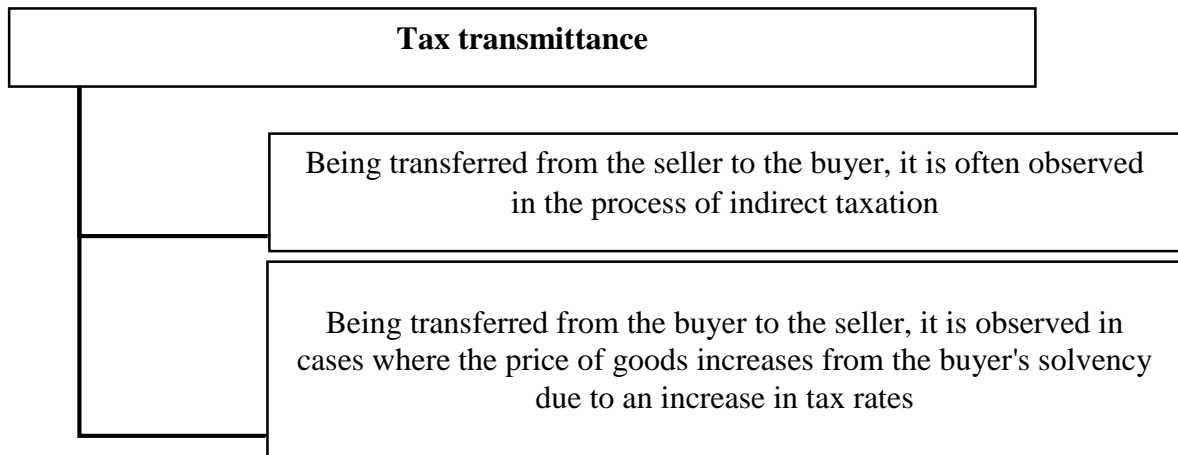 Tax transmittance
Being transferred from the seller to the buyer, it is often observed
in the process of indirect taxation
Being transferred from the buyer to the seller, it is observed in
cases where the price of goods increases from the buyer's solvency
due to an increase in tax rates